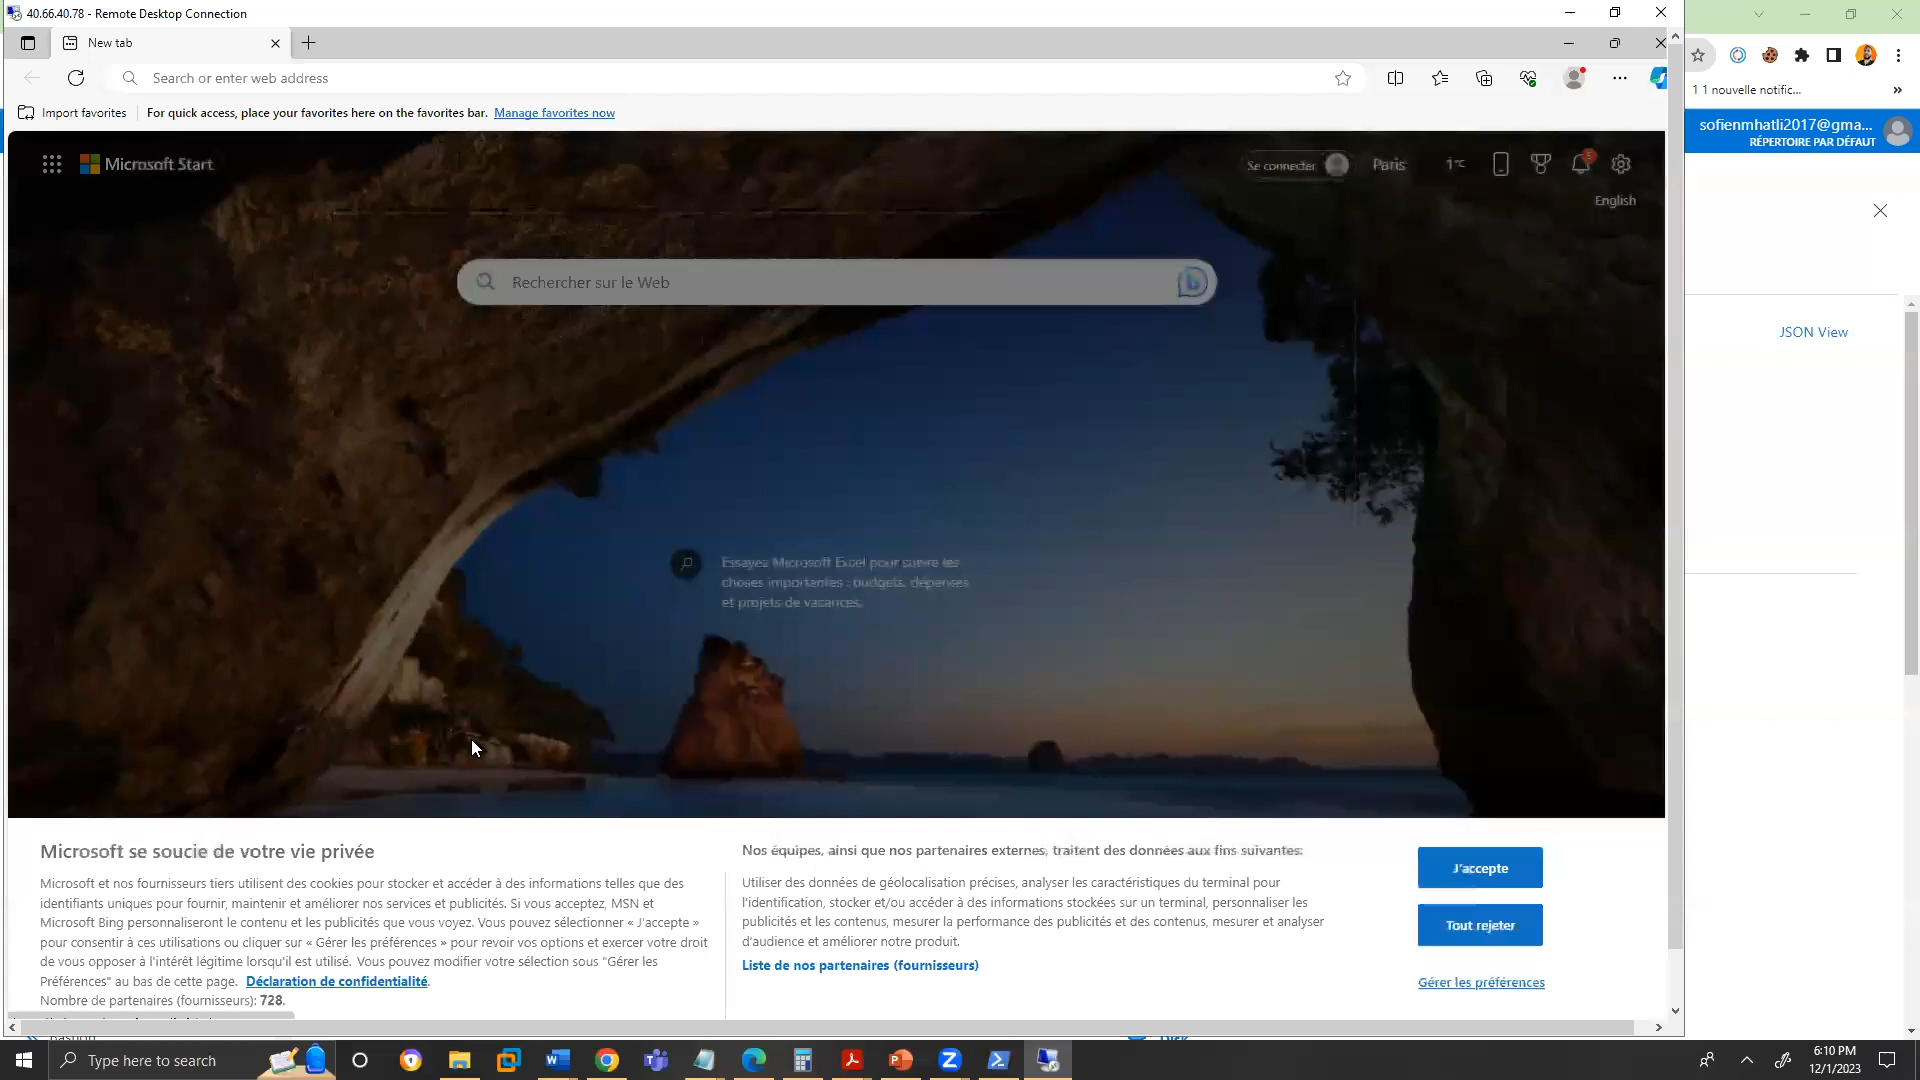 40.66.40.78 - Remote Desktop Connection
New tab
Search or enter web address
Import favorites
For quick access, place your favorites here on the favorites bar. Manage favorites now
1 1 nouvelle notific...
sofienmhatli2017@gma...
RÉPERTOIRE PAR DÉFAUT
Microsoft Start
Se connecter
Paris
1°C
5
English
Rechercher sur le Web
JSON View
Essayez Microsoft Excel pour suivre les
choses importantes : budgets, dépenses
et projets de vacances.
Microsoft se soucie de votre vie privée
Microsoft et nos fournisseurs tiers utilisent des cookies pour stocker et accéder à des informations telles que des
identifiants uniques pour fournir, maintenir et améliorer nos services et publicités. Si vous acceptez, MSN et
Microsoft Bing personnaliseront le contenu et les publicités que vous voyez. Vous pouvez sélectionner « J'accepte »
pour consentir à ces utilisations ou cliquer sur « Gérer les préférences » pour revoir vos options et exercer votre droit
de vous opposer à l'intérêt légitime lorsqu'il est utilisé. Vous pouvez modifier votre sélection sous "Gérer les
Préférences" au bas de cette page. Déclaration de confidentialité.
Nombre de partenaires (fournisseurs): 728.
Nos équipes, ainsi que nos partenaires externes, traitent des données aux fins suivantes:
Utiliser des données de géolocalisation précises, analyser les caractéristiques du terminal pour
l'identification, stocker et/ou accéder à des informations stockées sur un terminal, personnaliser les
publicités et les contenus, mesurer la performance des publicités et des contenus, mesurer et analyser
d'audience et améliorer notre produit.
Liste de nos partenaires (fournisseurs)
J'accepte
Tout rejeter
Gérer les préférences
Type here to search
6:10 PM
12/1/2023